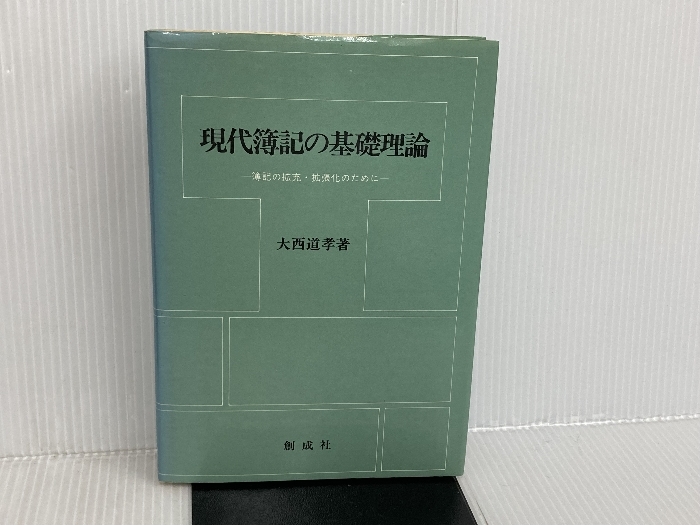 現代簿記の基礎理論
―簿記の拡充・拡張化のために―
大西道孝著
創成社